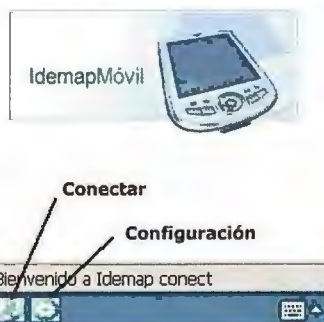 IdemapMóvil
Conectar
Configuración
Bienvenido a Idemap conect